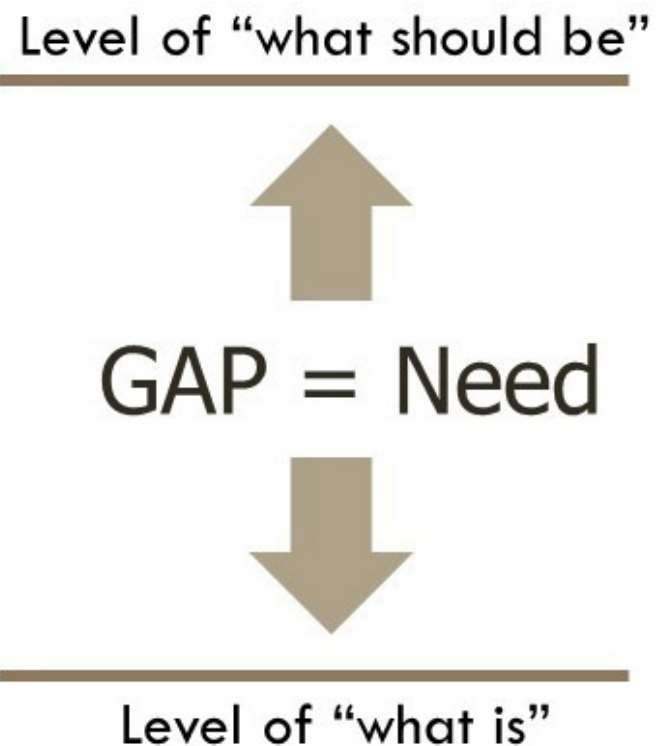 Level of “what should be”
GAP = Need
Level of “what is”